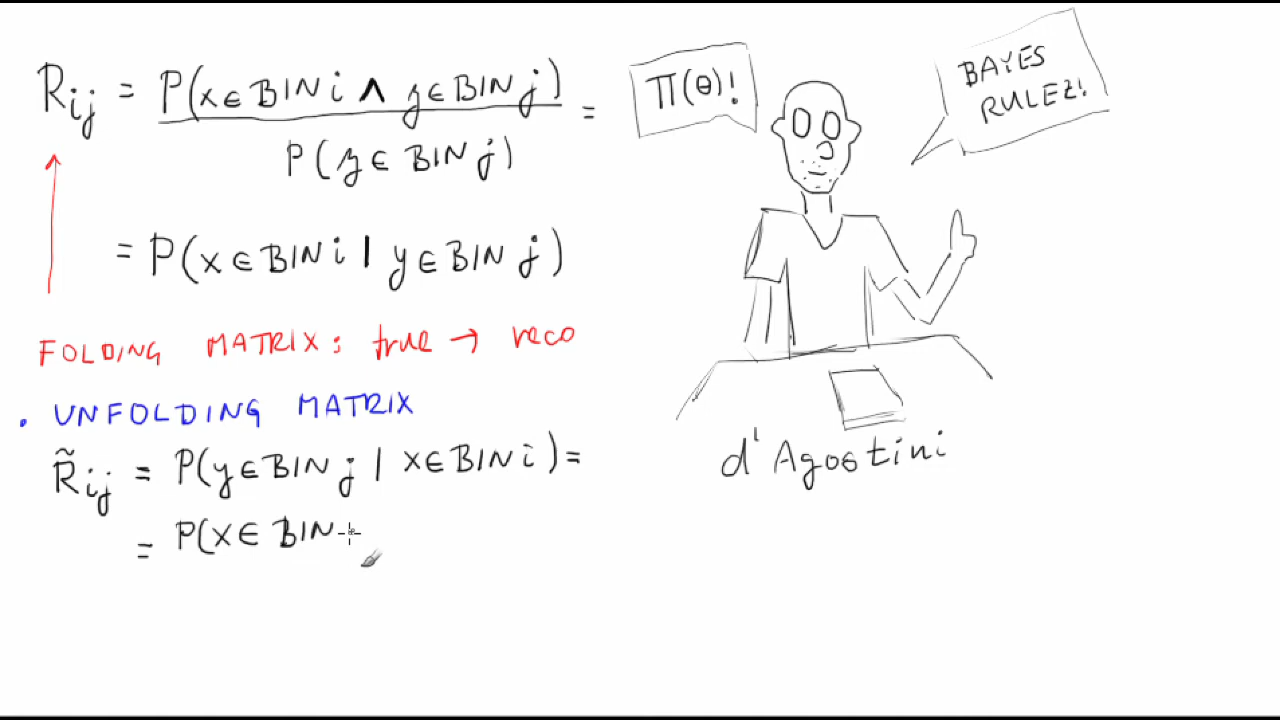 R_ij = P(x ∈ BIN i ∧ y ∈ BIN j) =
P(y ∈ BIN j)
= P(x ∈ BIN i | y ∈ BIN j)
FOLDING MATRIX: true → reco
. UNFOLDING MATRIX
R̃_ij = P(y ∈ BIN j | x ∈ BIN i) =
= P(X ∈ BIN
π(θ)!
BAYES
RULEZ!
d'Agostini